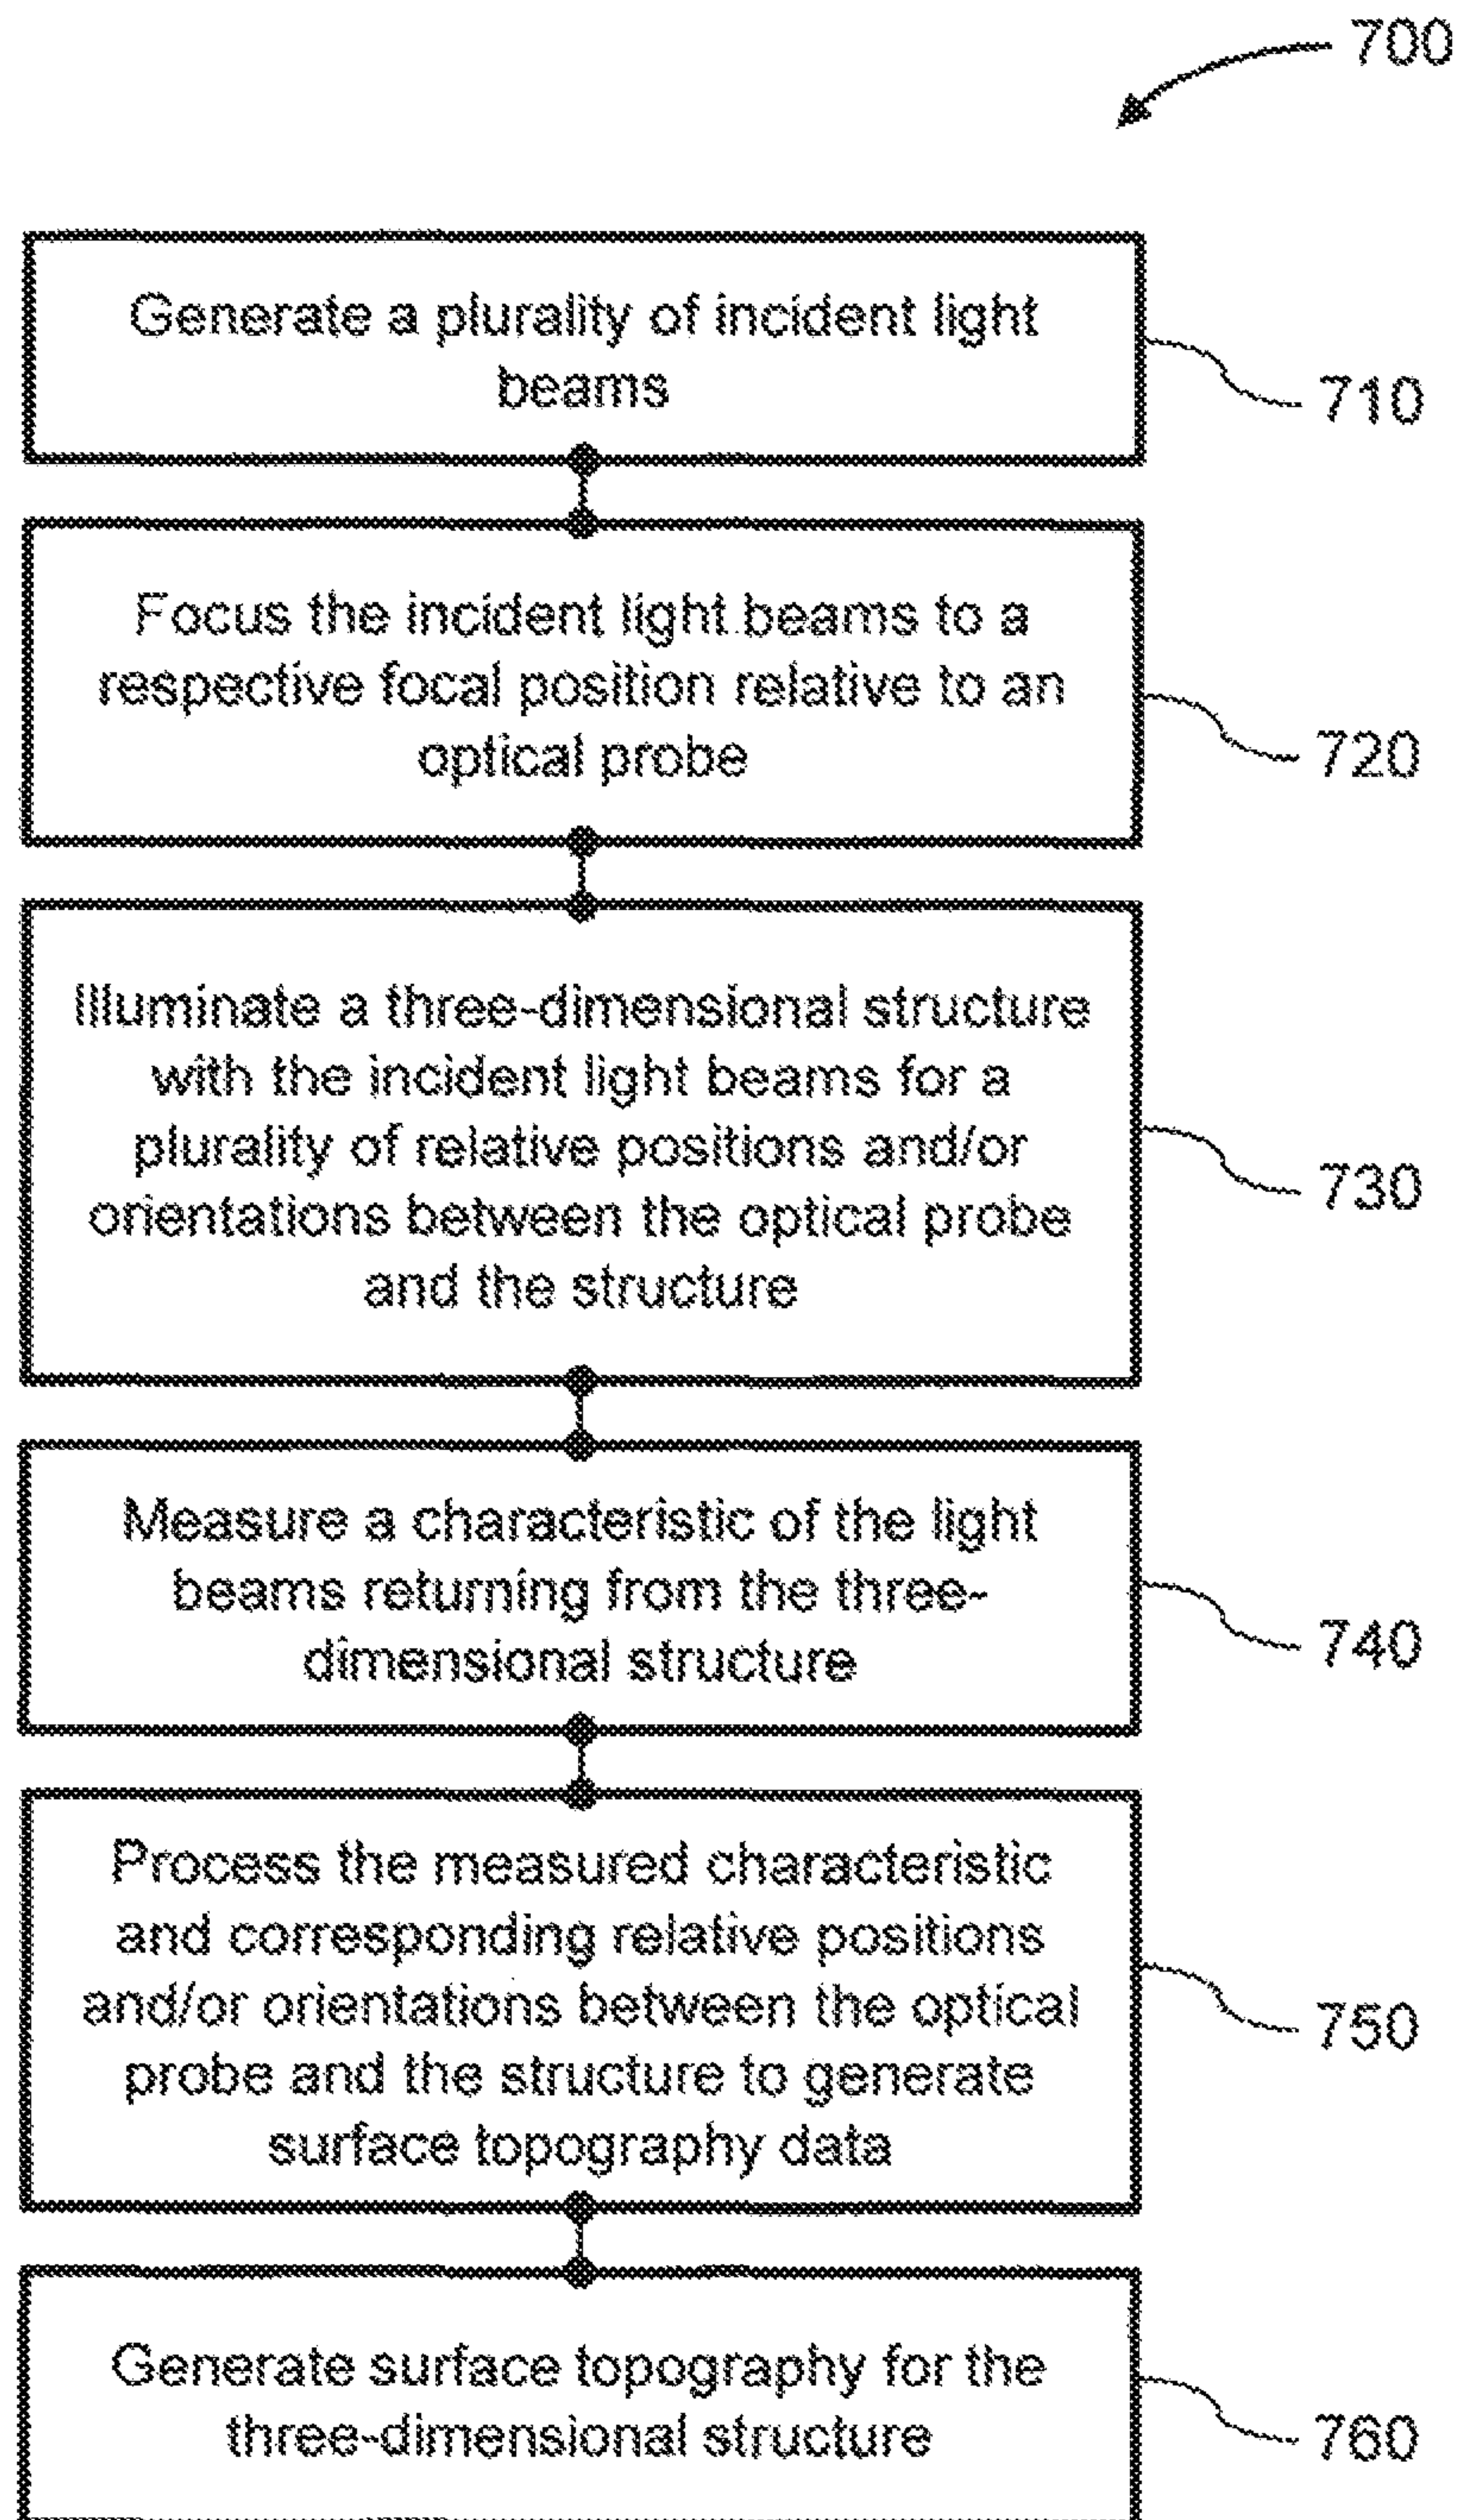 700
Generate a plurality of incident light
beams
710
Focus the incident light beams to a
respective focal position relative to an
optical probe
720
Illuminate a three-dimensional structure
with the incident light beams for a
plurality of relative positions and/or
orientations between the optical probe
and the structure
730
Measure a characteristic of the light
beams returning from the three-
dimensional structure
740
Process the measured characteristic
and corresponding relative positions
and/or orientations between the optical
probe and the structure to generate
surface topography data
750
Generate surface topography for the
three-dimensional structure
760